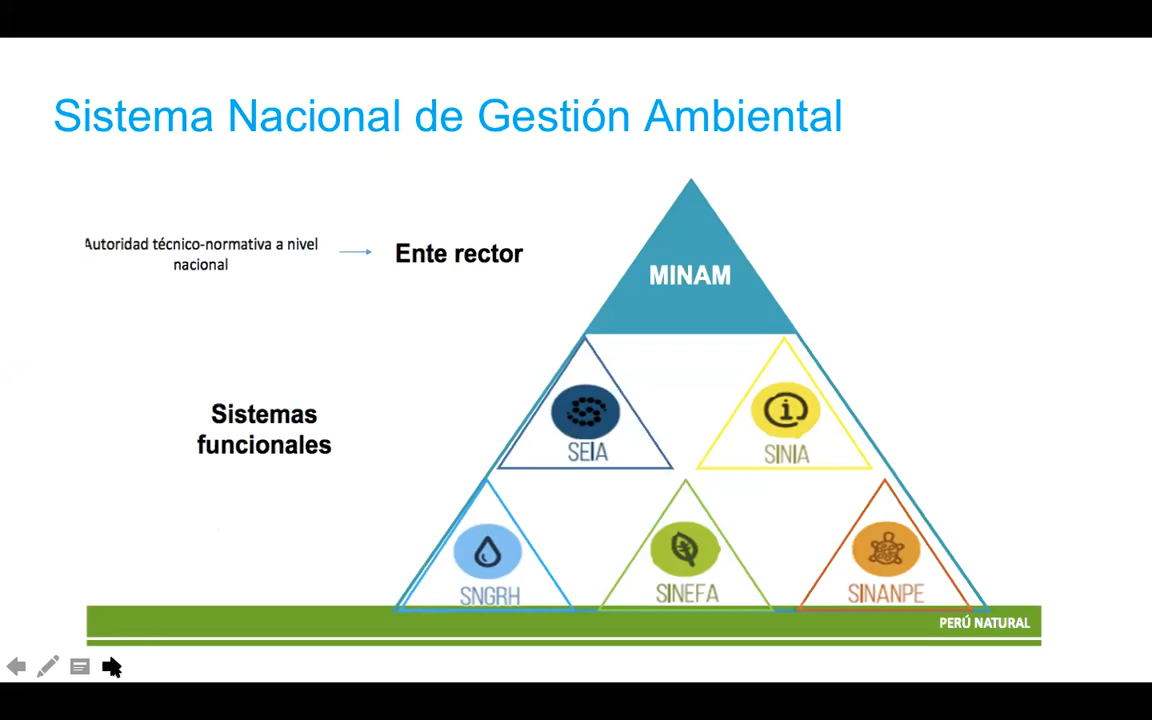 Sistema Nacional de Gestión Ambiental
Autoridad técnico-normativa a nivel
nacional
Ente rector
MINAM
Sistemas
funcionales
SEIA
SINIA
SNGRH
SINEFA
SINANPE
PERÚ NATURAL